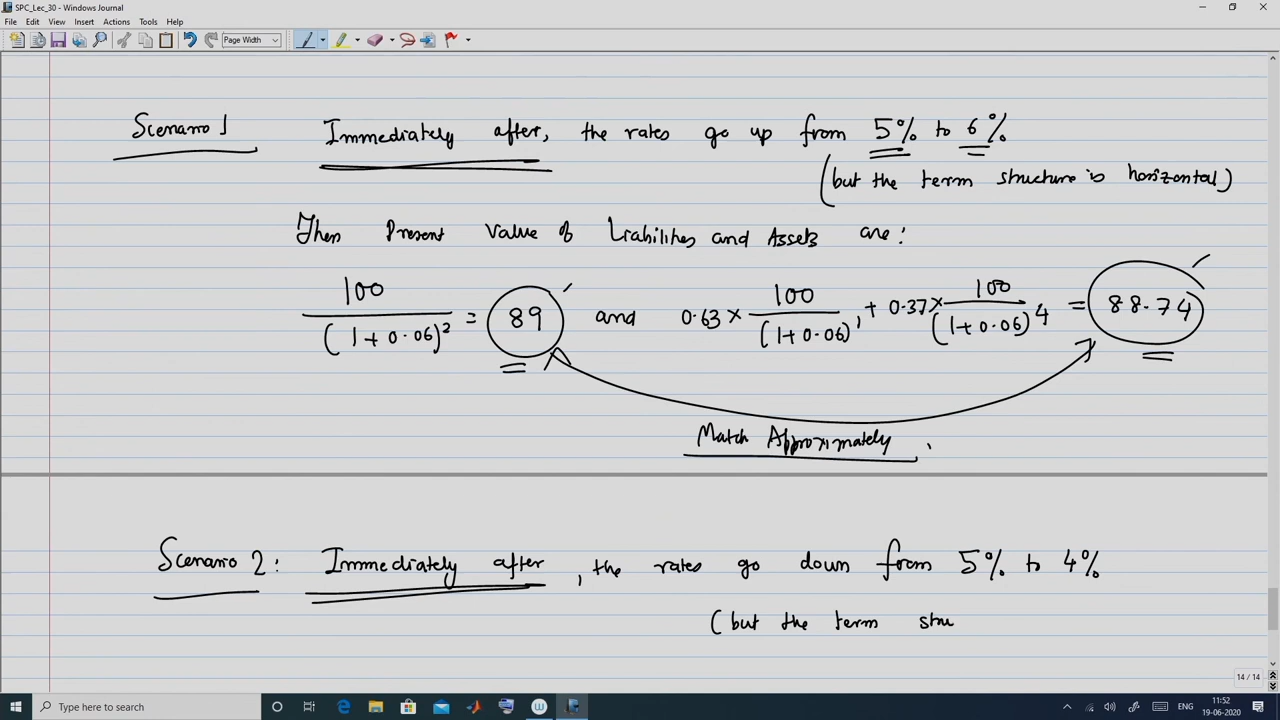 SPC_Lec_30 - Windows Journal
File Edit View Insert Actions Tools Help
Page Width
Scenario 1 Immediately after, the rates go up from 5% to 6%
(but the term structure is horizontal)
Then Present Value of Liabilities and Assets are:
100 / (1+0.06)^2 = 89 and 0.63 × 100 / (1+0.06)^1 + 0.37 × 100 / (1+0.06)^4 = 88.74
Match Approximately.
Scenario 2: Immediately after, the rates go down from 5% to 4%
(but the term stru
14 / 14
Type here to search
ENG
11:52
19-06-2020